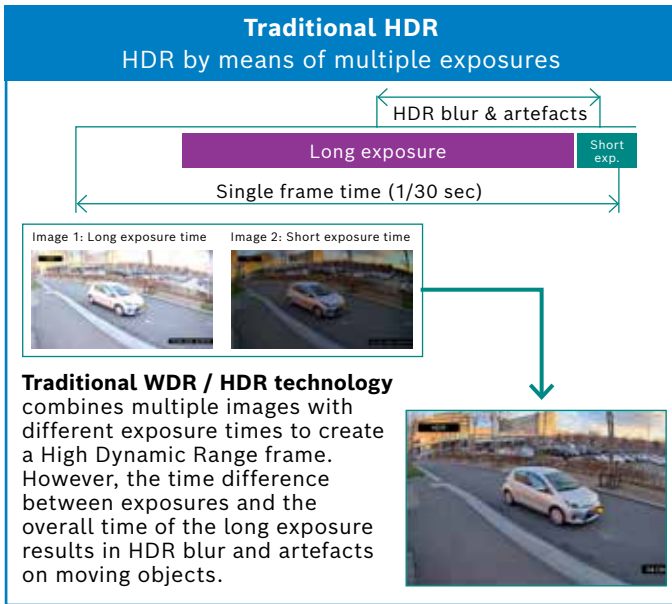 Traditional HDR
HDR by means of multiple exposures
HDR blur & artefacts
Long exposure
Short
exp.
Single frame time (1/30 sec)
Image 1: Long exposure time
Image 2: Short exposure time
Traditional WDR / HDR technology
combines multiple images with
different exposure times to create
a High Dynamic Range frame.
However, the time difference
between exposures and the
overall time of the long exposure
results in HDR blur and artefacts
on moving objects.